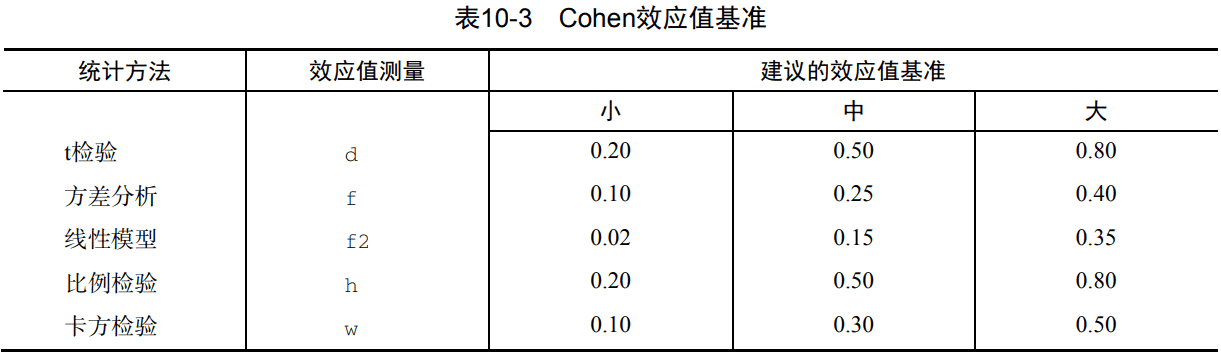 表10-3 Cohen效应值基准
统计方法 效应值测量 建议的效应值基准
小 中 大
t检验 d 0.20 0.50 0.80
方差分析 f 0.10 0.25 0.40
线性模型 f2 0.02 0.15 0.35
比例检验 h 0.20 0.50 0.80
卡方检验 w 0.10 0.30 0.50